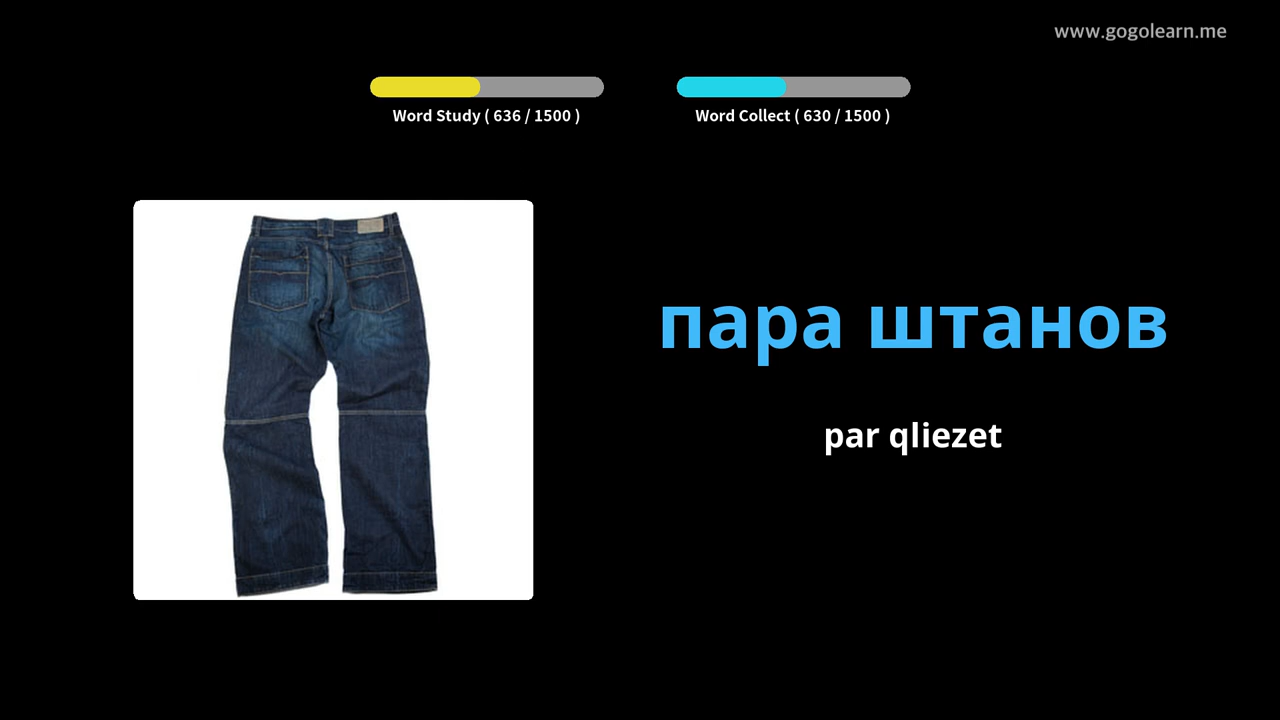 www.gogolearn.me
Word Study ( 636 / 1500 )
Word Collect ( 630 / 1500 )
пара штанов
par qliezet